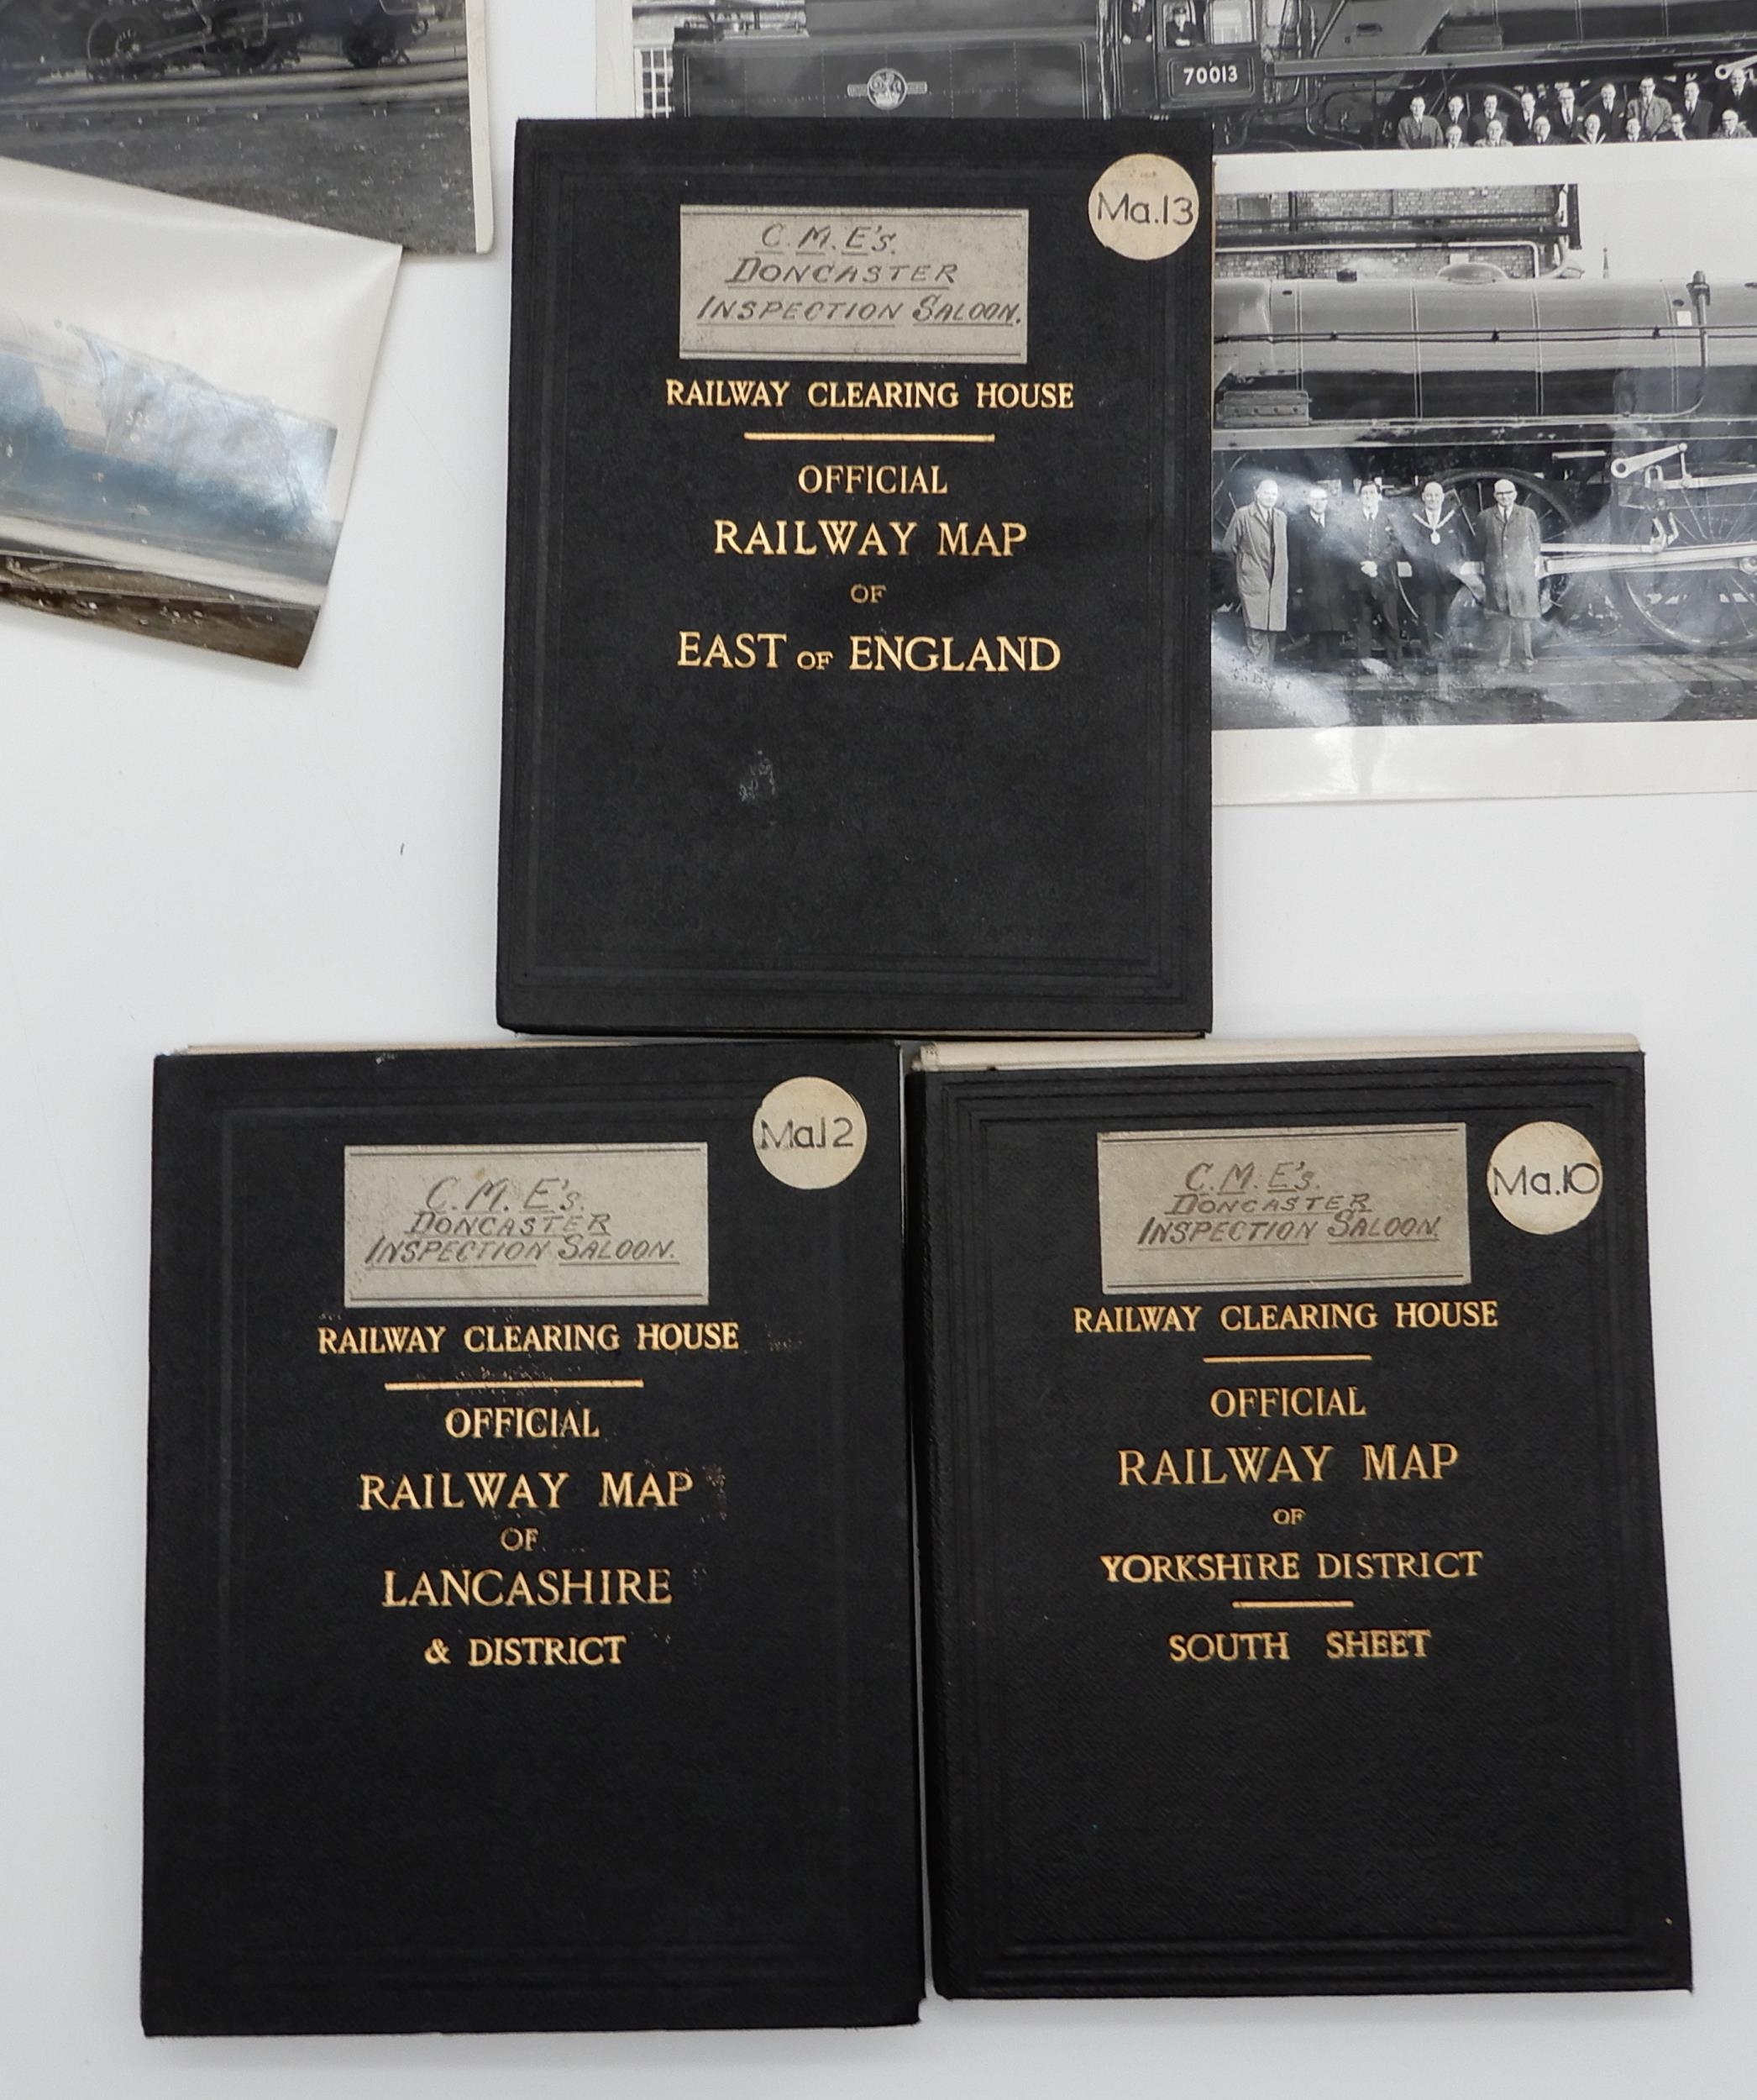 70013
Ma.13
C.M.E's.
DONCASTER
INSPECTION SALOON.
RAILWAY CLEARING HOUSE
OFFICIAL
RAILWAY MAP
OF
EAST OF ENGLAND
Ma.12
C.M.E's.
DONCASTER
INSPECTION SALOON.
RAILWAY CLEARING HOUSE
OFFICIAL
RAILWAY MAP
OF
LANCASHIRE
& DISTRICT
Ma.10
C.M.E's.
DONCASTER
INSPECTION SALOON.
RAILWAY CLEARING HOUSE
OFFICIAL
RAILWAY MAP
OF
YORKSHIRE DISTRICT
SOUTH SHEET